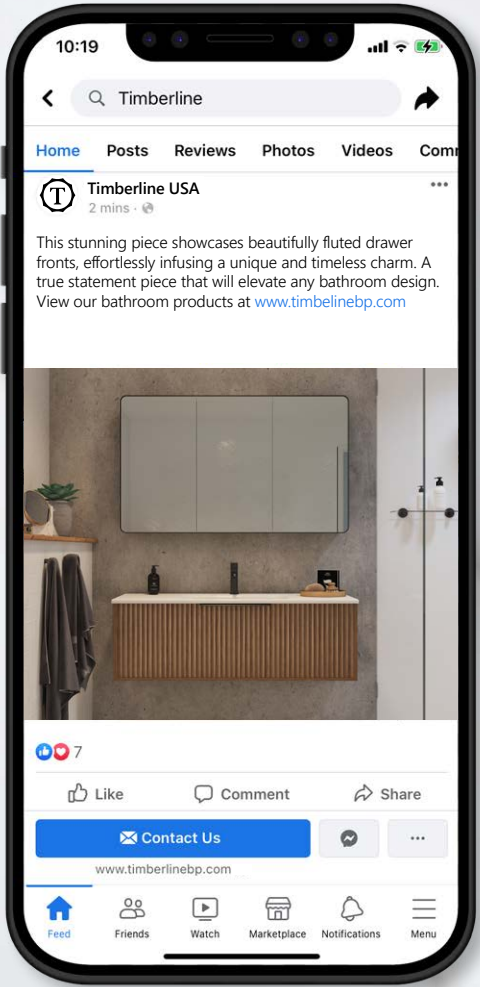 10:19
Timberline
Home Posts Reviews Photos Videos Comm
T
Timberline USA
2 mins ·
This stunning piece showcases beautifully fluted drawer
fronts, effortlessly infusing a unique and timeless charm. A
true statement piece that will elevate any bathroom design.
View our bathroom products at www.timbelinebp.com
7
Like Comment Share
Contact Us
www.timberlinebp.com
Feed Friends Watch Marketplace Notifications Menu